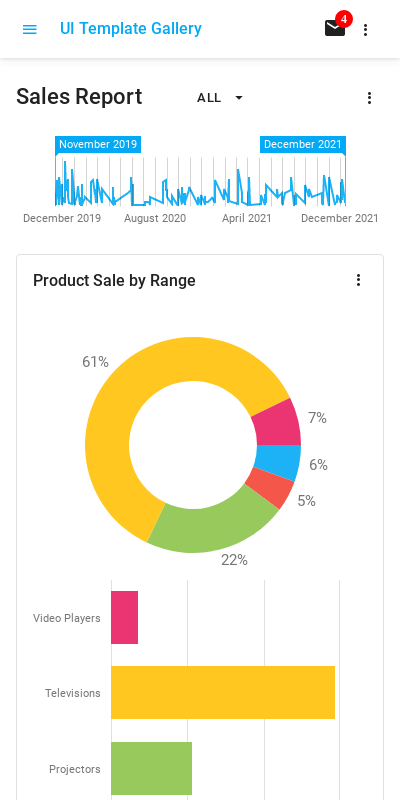 UI Template Gallery
4
Sales Report
ALL
November 2019
December 2021
December 2019
August 2020
April 2021
December 2021
Product Sale by Range
61%
7%
6%
5%
22%
Video Players
Televisions
Projectors